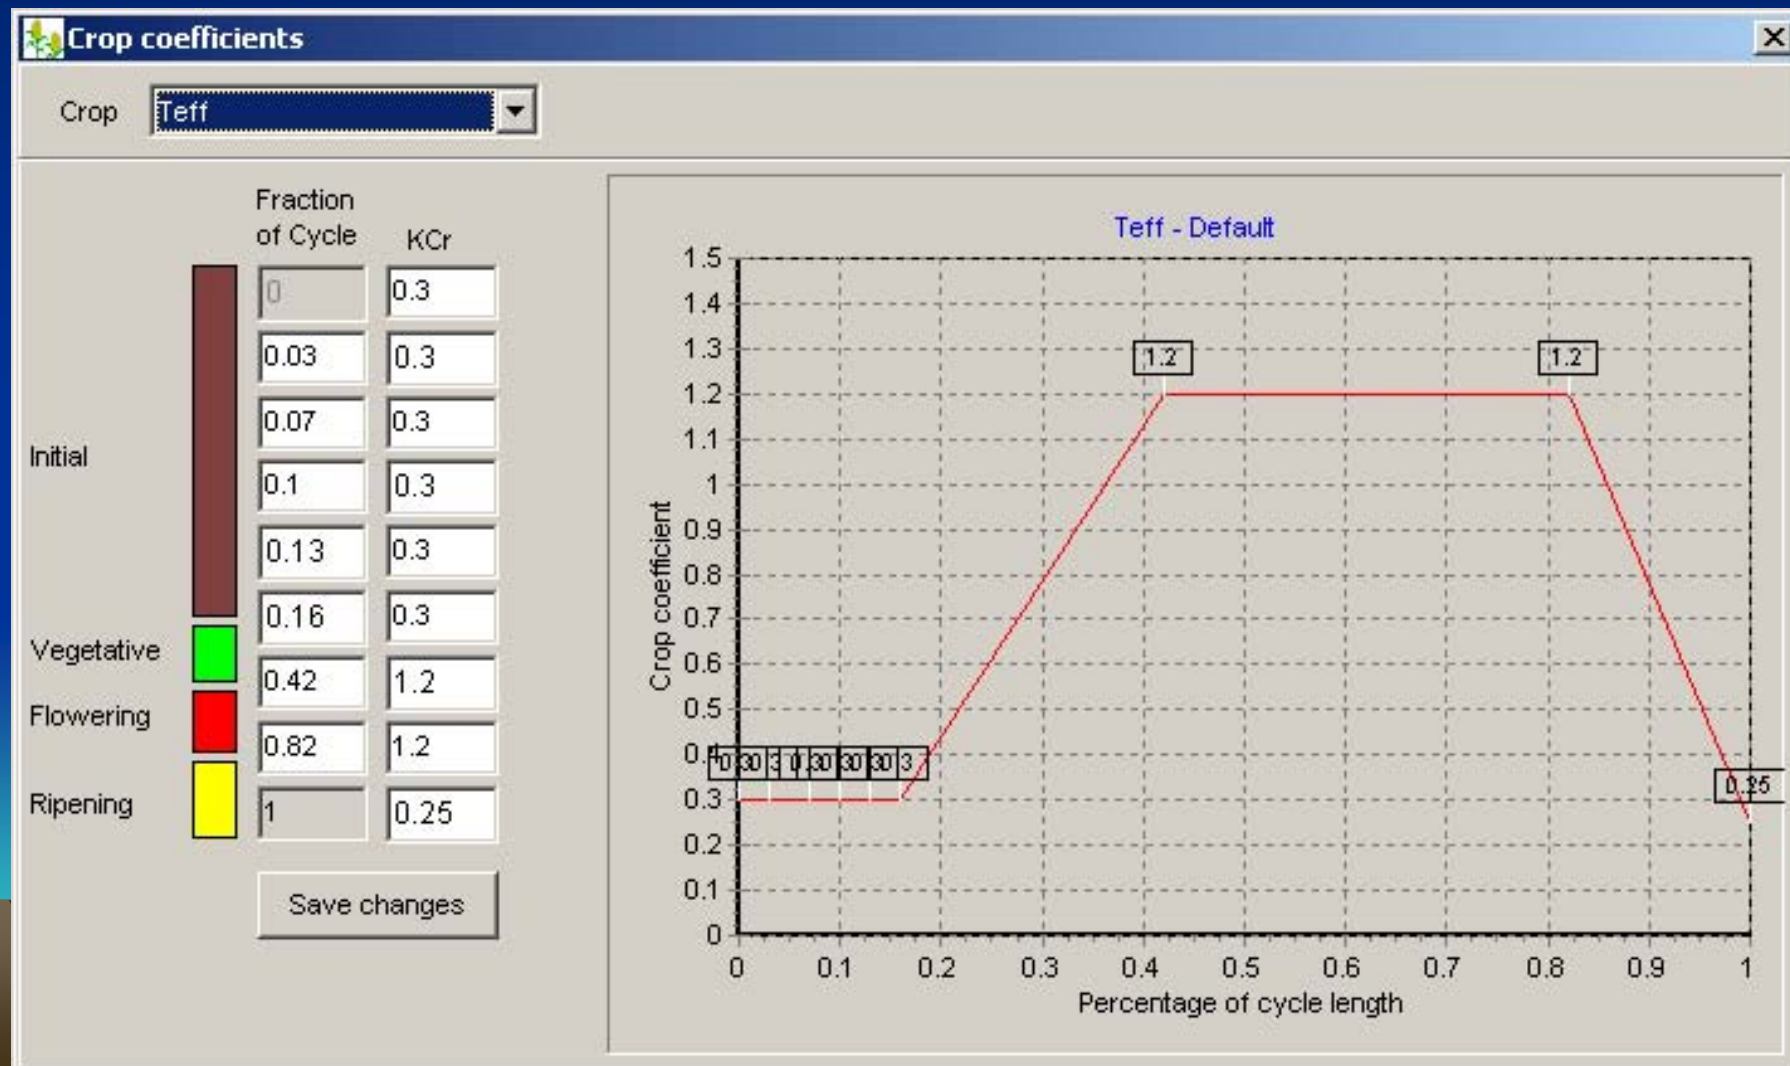 Crop coefficients
Crop Teff
Fraction
of Cycle KCr
0 0.3
0.03 0.3
0.07 0.3
Initial
0.1 0.3
0.13 0.3
0.16 0.3
Vegetative
0.42 1.2
Flowering
0.82 1.2
Ripening
1 0.25
Save changes
Teff - Default
1.5
1.4
1.3
1.2 1.2
1.2
1.1
1
0.9
0.8
0.7
0.6
0.5
0.4
0.25
0.3
0.2
0.1
0
Crop coefficient
0 0.1 0.2 0.3 0.4 0.5 0.6 0.7 0.8 0.9 1
Percentage of cycle length